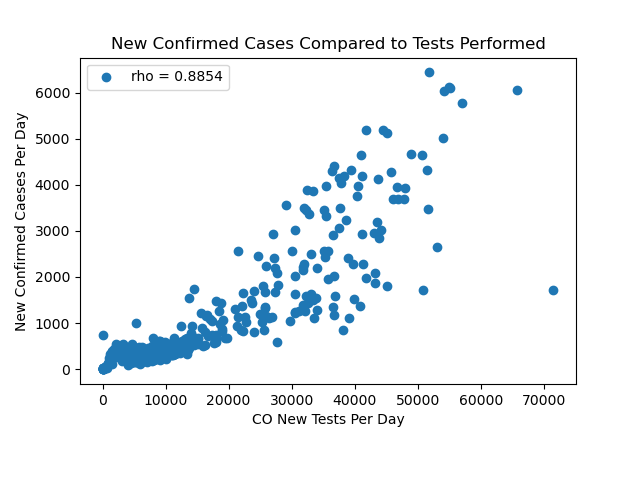 New Confirmed Cases Compared to Tests Performed
rho = 0.8854
New Confirmed Caeses Per Day
6000
5000
4000
3000
2000
1000
0
0 10000 20000 30000 40000 50000 60000 70000
CO New Tests Per Day